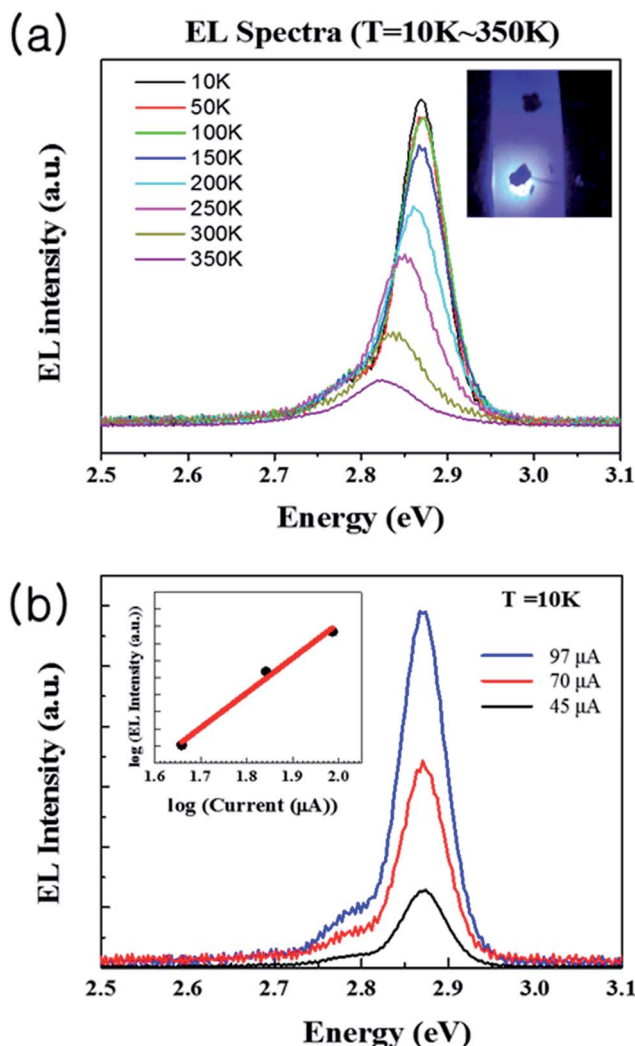 (a)
EL Spectra (T=10K~350K)
10K
50K
100K
150K
200K
250K
300K
350K
EL intensity (a.u.)
2.5 2.6 2.7 2.8 2.9 3.0 3.1
Energy (eV)
(b)
T =10K
97 μA
70 μA
45 μA
log (EL Intensity (a.u.))
1.6 1.7 1.8 1.9 2.0
log (Current (μA))
EL Intensity (a.u.)
2.5 2.6 2.7 2.8 2.9 3.0 3.1
Energy (eV)